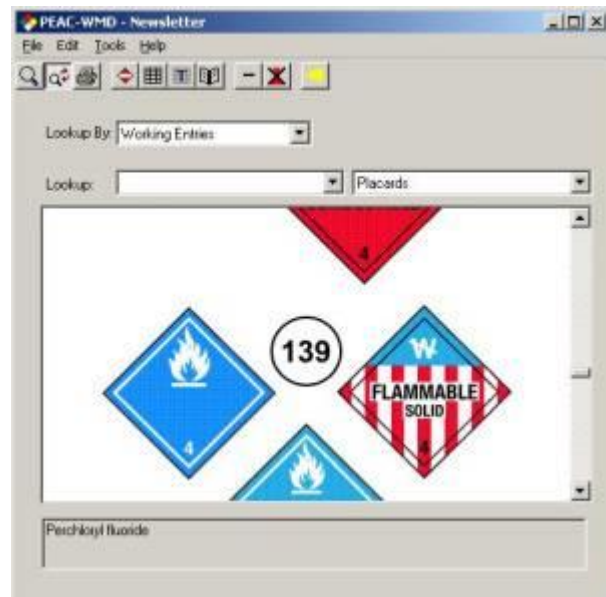 PEAC-WMD - Newsletter
File Edit Tools Help
T
Lookup By: Working Entries
Lookup: Placards
4
139
W
FLAMMABLE
SOLID
4
4
Perchloryl fluoride